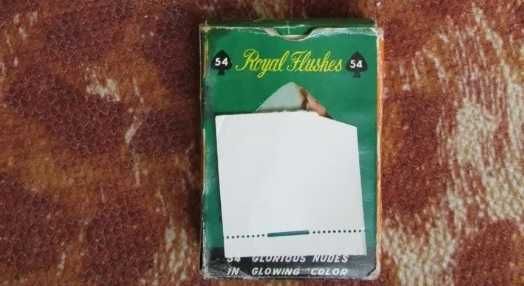 54 Royal Flushes 54
54 GLORIOUS NUDES
IN GLOWING COLOR